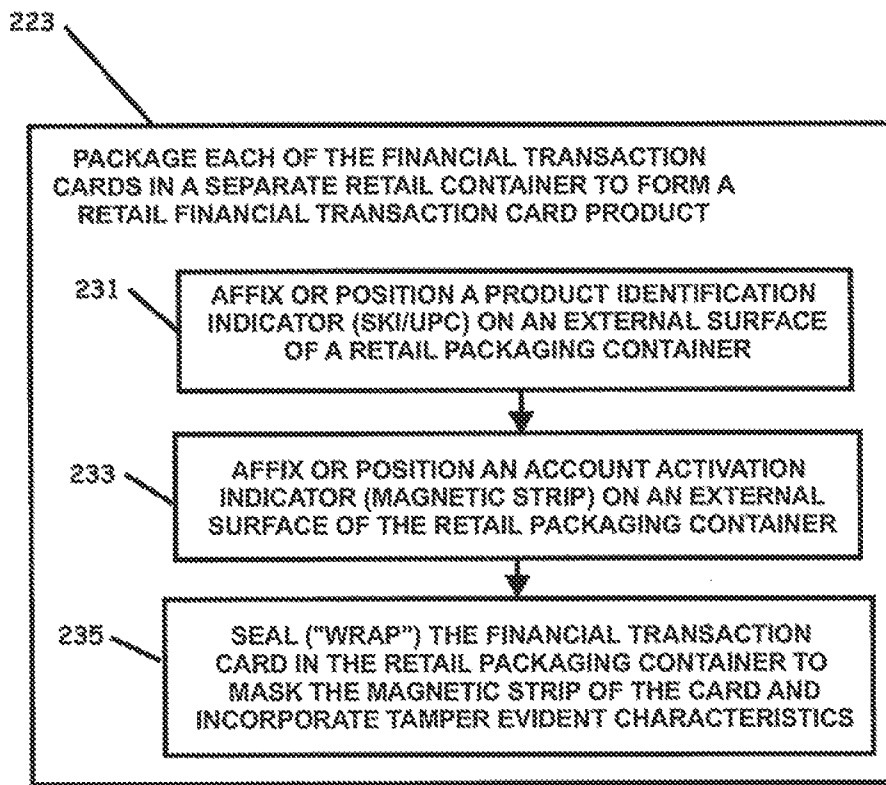 223
PACKAGE EACH OF THE FINANCIAL TRANSACTION
CARDS IN A SEPARATE RETAIL CONTAINER TO FORM A
RETAIL FINANCIAL TRANSACTION CARD PRODUCT
231
AFFIX OR POSITION A PRODUCT IDENTIFICATION
INDICATOR (SKI/UPC) ON AN EXTERNAL SURFACE
OF A RETAIL PACKAGING CONTAINER
233
AFFIX OR POSITION AN ACCOUNT ACTIVATION
INDICATOR (MAGNETIC STRIP) ON AN EXTERNAL
SURFACE OF THE RETAIL PACKAGING CONTAINER
235
SEAL ("WRAP") THE FINANCIAL TRANSACTION
CARD IN THE RETAIL PACKAGING CONTAINER TO
MASK THE MAGNETIC STRIP OF THE CARD AND
INCORPORATE TAMPER EVIDENT CHARACTERISTICS